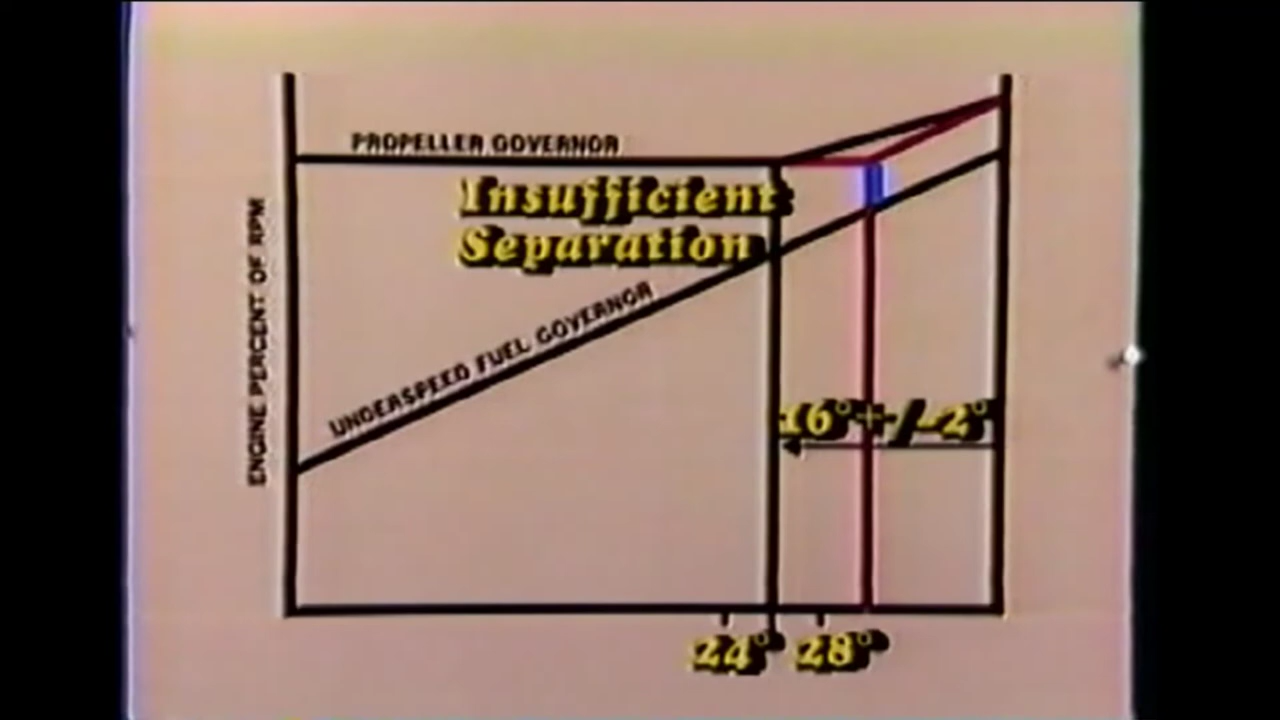 PROPELLER GOVERNOR
Insufficient
Separation
UNDERSPEED FUEL GOVERNOR
ENGINE PERCENT OF RPM
16°+/-2°
24° 28°